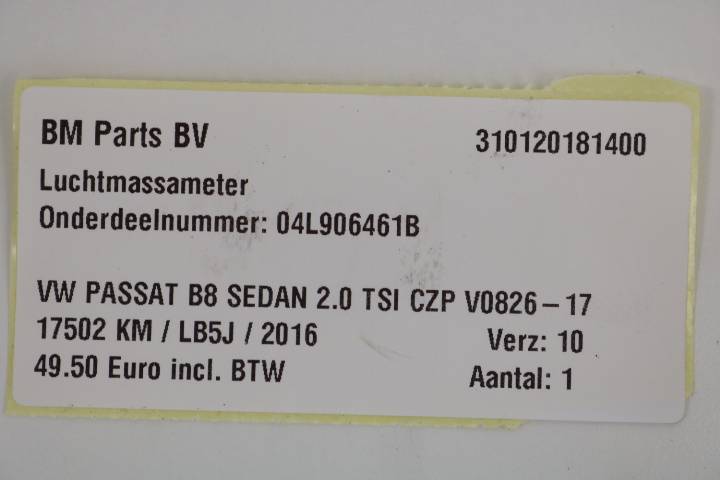 BM Parts BV 310120181400
Luchtmassameter
Onderdeelnummer: 04L906461B
VW PASSAT B8 SEDAN 2.0 TSI CZP V0826-17
17502 KM / LB5J / 2016 Verz: 10
49.50 Euro incl. BTW Aantal: 1